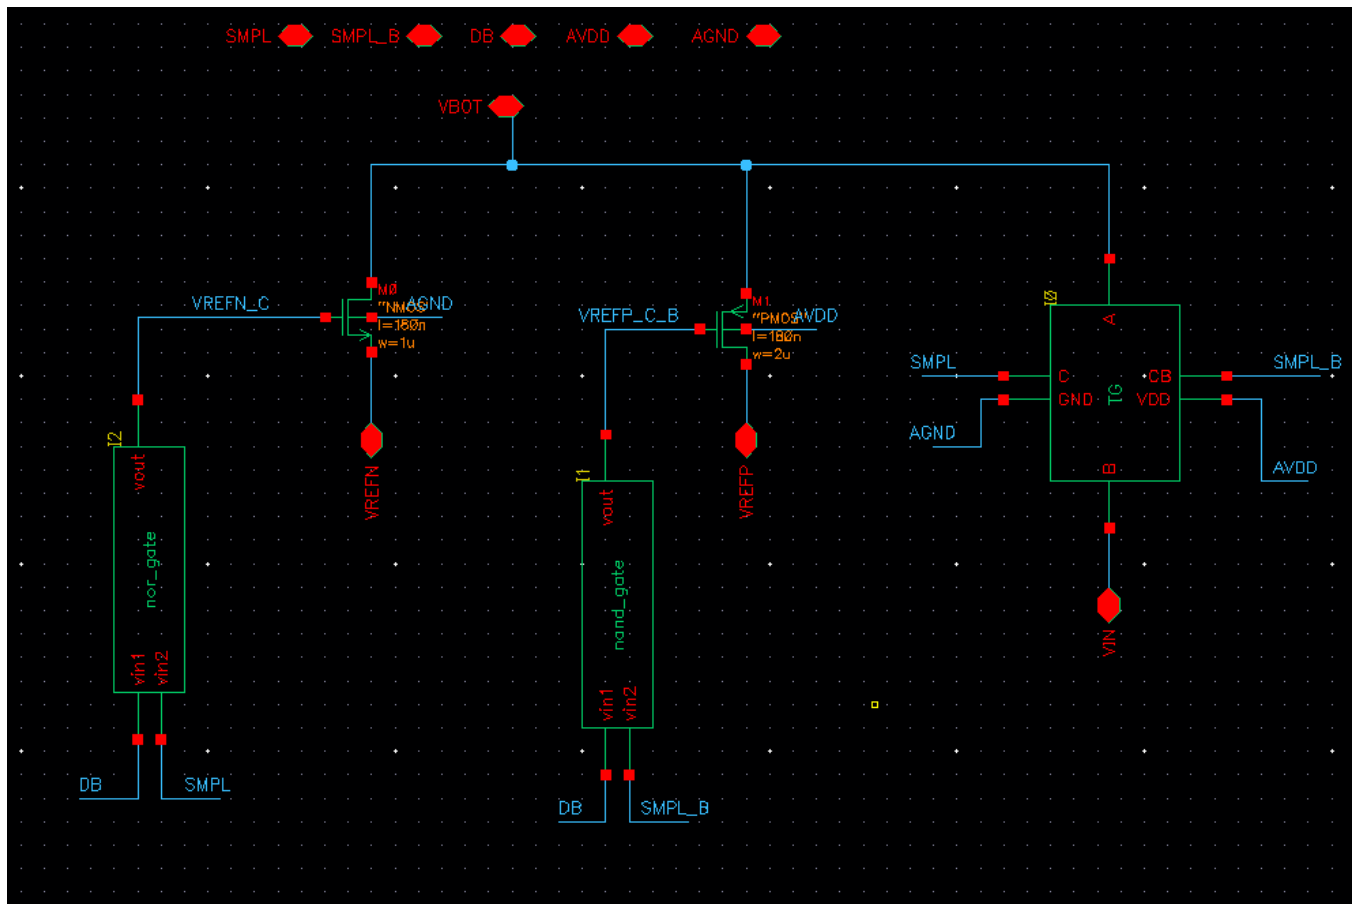 SMPL SMPL_B DB AVDD AGND
VBOT
M0
"NMOS"
l=180n
w=1u
AGND
VREFN_C
VREFN
M1
"PMOS"
l=180n
w=2u
AVDD
VREFP_C_B
VREFP
I0
A
SMPL
C
CB
SMPL_B
GND
TG
VDD
AGND
AVDD
B
VIN
I2
vout
nor_gate
vin1
vin2
DB
SMPL
I1
vout
nand_gate
vin1
vin2
DB
SMPL_B